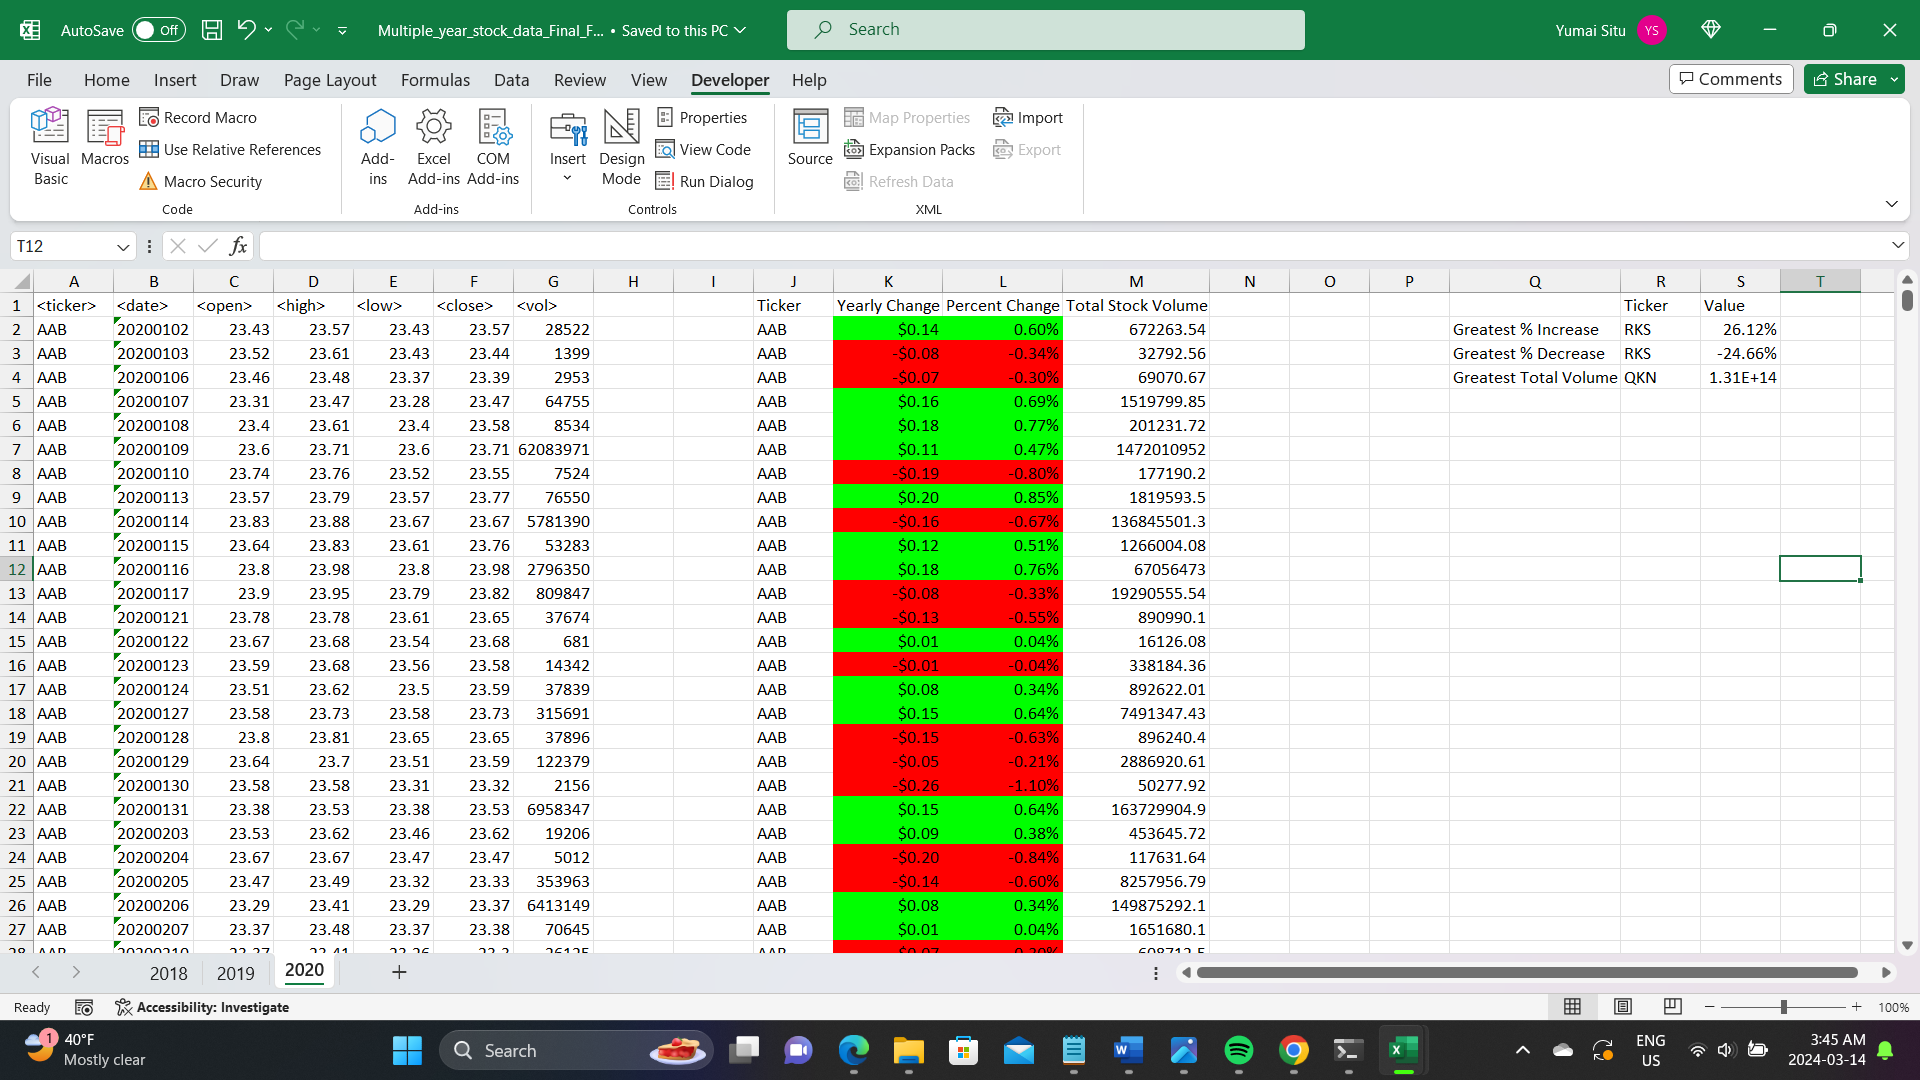 AutoSave Off Multiple_year_stock_data_Final_F... • Saved to this PC Search Yumai Situ YS
File Home Insert Draw Page Layout Formulas Data Review View Developer Help Comments Share
Visual Basic Macros Record Macro Use Relative References Macro Security Code
Add-ins Excel Add-ins COM Add-ins Add-ins
Insert Design Mode Properties View Code Run Dialog Controls
Source Map Properties Expansion Packs Refresh Data Import Export XML
T12 fx
A B C D E F G H I J K L M N O P Q R S T
1 <ticker> <date> <open> <high> <low> <close> <vol> Ticker Yearly Change Percent Change Total Stock Volume Ticker Value
2 AAB 20200102 23.43 23.57 23.43 23.57 28522 AAB $0.14 0.60% 672263.54 Greatest % Increase RKS 26.12%
3 AAB 20200103 23.52 23.61 23.43 23.44 1399 AAB -$0.08 -0.34% 32792.56 Greatest % Decrease RKS -24.66%
4 AAB 20200106 23.46 23.48 23.37 23.39 2953 AAB -$0.07 -0.30% 69070.67 Greatest Total Volume QKN 1.31E+14
5 AAB 20200107 23.31 23.47 23.28 23.47 64755 AAB $0.16 0.69% 1519799.85
6 AAB 20200108 23.4 23.61 23.4 23.58 8534 AAB $0.18 0.77% 201231.72
7 AAB 20200109 23.6 23.71 23.6 23.71 62083971 AAB $0.11 0.47% 1472010952
8 AAB 20200110 23.74 23.76 23.52 23.55 7524 AAB -$0.19 -0.80% 177190.2
9 AAB 20200113 23.57 23.79 23.57 23.77 76550 AAB $0.20 0.85% 1819593.5
10 AAB 20200114 23.83 23.88 23.67 23.67 5781390 AAB -$0.16 -0.67% 136845501.3
11 AAB 20200115 23.64 23.83 23.61 23.76 53283 AAB $0.12 0.51% 1266004.08
12 AAB 20200116 23.8 23.98 23.8 23.98 2796350 AAB $0.18 0.76% 67056473
13 AAB 20200117 23.9 23.95 23.79 23.82 809847 AAB -$0.08 -0.33% 19290555.54
14 AAB 20200121 23.78 23.78 23.61 23.65 37674 AAB -$0.13 -0.55% 890990.1
15 AAB 20200122 23.67 23.68 23.54 23.68 681 AAB $0.01 0.04% 16126.08
16 AAB 20200123 23.59 23.68 23.56 23.58 14342 AAB -$0.01 -0.04% 338184.36
17 AAB 20200124 23.51 23.62 23.5 23.59 37839 AAB $0.08 0.34% 892622.01
18 AAB 20200127 23.58 23.73 23.58 23.73 315691 AAB $0.15 0.64% 7491347.43
19 AAB 20200128 23.8 23.81 23.65 23.65 37896 AAB -$0.15 -0.63% 896240.4
20 AAB 20200129 23.64 23.7 23.51 23.59 122379 AAB -$0.05 -0.21% 2886920.61
21 AAB 20200130 23.58 23.58 23.31 23.32 2156 AAB -$0.26 -1.10% 50277.92
22 AAB 20200131 23.38 23.53 23.38 23.53 6958347 AAB $0.15 0.64% 163729904.9
23 AAB 20200203 23.53 23.62 23.46 23.62 19206 AAB $0.09 0.38% 453645.72
24 AAB 20200204 23.67 23.67 23.47 23.47 5012 AAB -$0.20 -0.84% 117631.64
25 AAB 20200205 23.47 23.49 23.32 23.33 353963 AAB -$0.14 -0.60% 8257956.79
26 AAB 20200206 23.29 23.41 23.29 23.37 6413149 AAB $0.08 0.34% 149875292.1
27 AAB 20200207 23.37 23.48 23.37 23.38 70645 AAB $0.01 0.04% 1651680.1
2018 2019 2020
Ready Accessibility: Investigate 100%
1 40°F Mostly clear Search ENG US 3:45 AM 2024-03-14